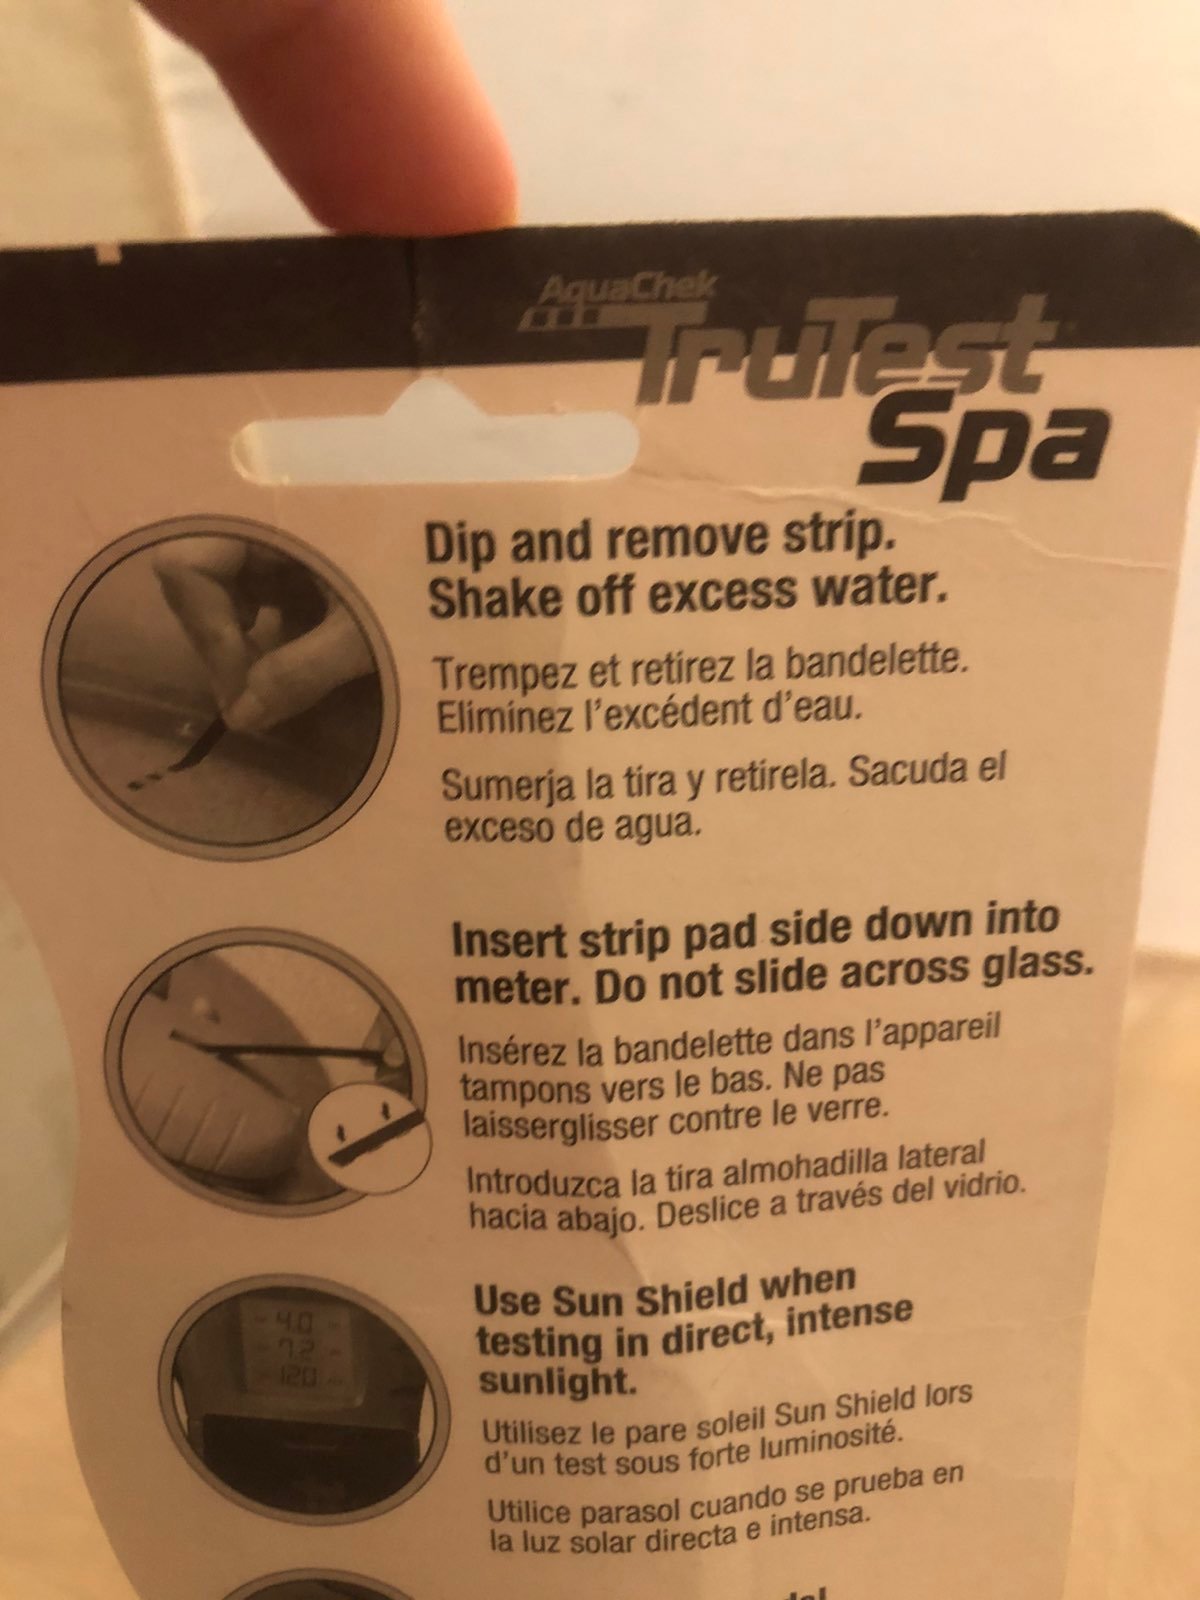 AquaChek
TruTest
Spa
Dip and remove strip.
Shake off excess water.
Trempez et retirez la bandelette.
Eliminez l'excédent d'eau.
Sumerja la tira y retirela. Sacuda el
exceso de agua.
Insert strip pad side down into
meter. Do not slide across glass.
Insérez la bandelette dans l'appareil
tampons vers le bas. Ne pas
laisserglisser contre le verre.
Introduzca la tira almohadilla lateral
hacia abajo. Deslice a través del vidrio.
4.0
7.2
120
Use Sun Shield when
testing in direct, intense
sunlight.
Utilisez le pare soleil Sun Shield lors
d'un test sous forte luminosité.
Utilice parasol cuando se prueba en
la luz solar directa e intensa.